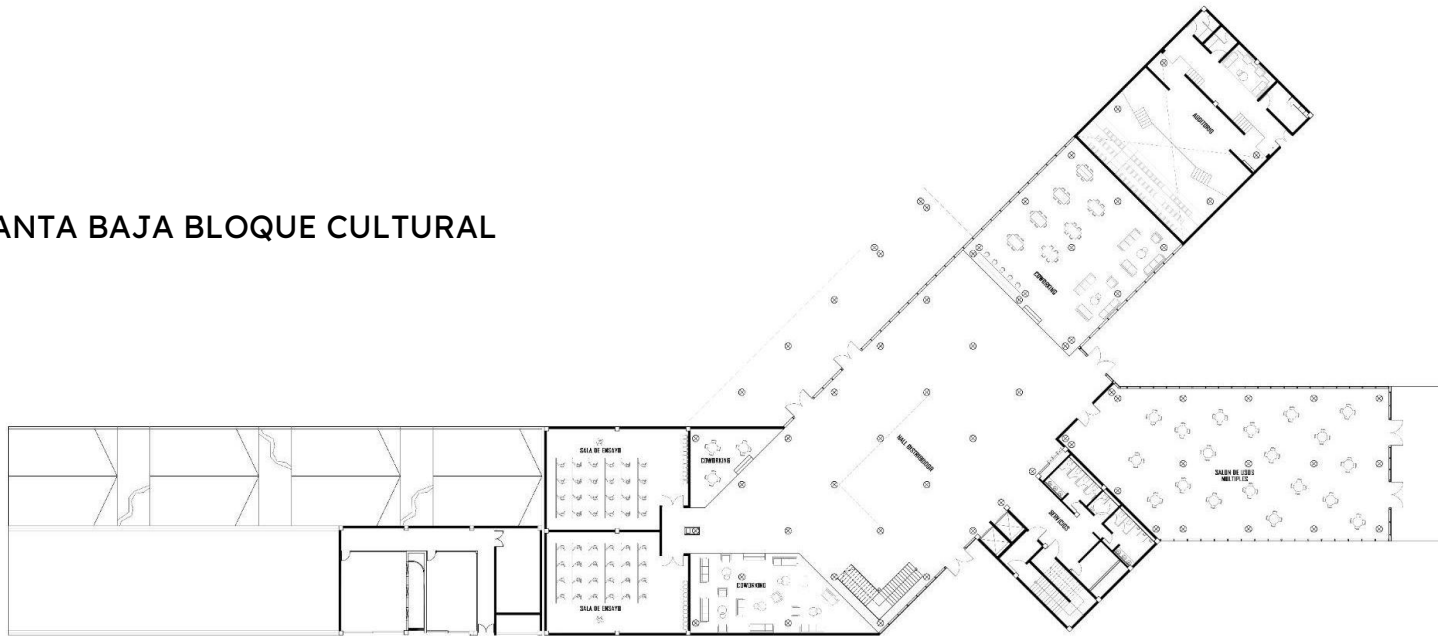 ANTA BAJA BLOQUE CULTURAL
AUDITORIO
COWORKING
SALA DE ENSAYO
COWORKING
HALL DISTRIBUIDOR
SALON DE USOS
MULTIPLES
SERVICIOS
COWORKING
SALA DE ENSAYO